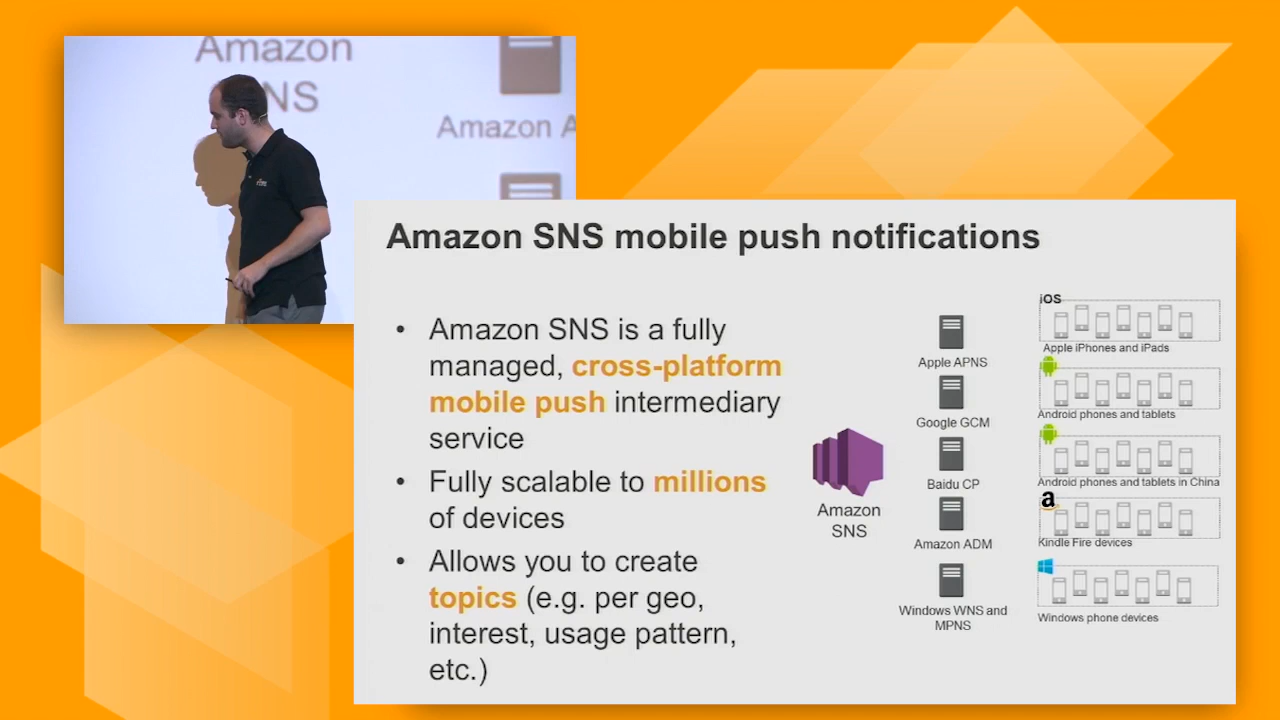 Amazon
NS
Amazon A
Amazon SNS mobile push notifications
• Amazon SNS is a fully
managed, cross-platform
mobile push intermediary
service
• Fully scalable to millions
of devices
• Allows you to create
topics (e.g. per geo,
interest, usage pattern,
etc.)
Amazon
SNS
Apple APNS
Google GCM
Baidu CP
Amazon ADM
Windows WNS and
MPNS
iOS
Apple iPhones and iPads
Android phones and tablets
Android phones and tablets in China
a
Kindle Fire devices
Windows phone devices